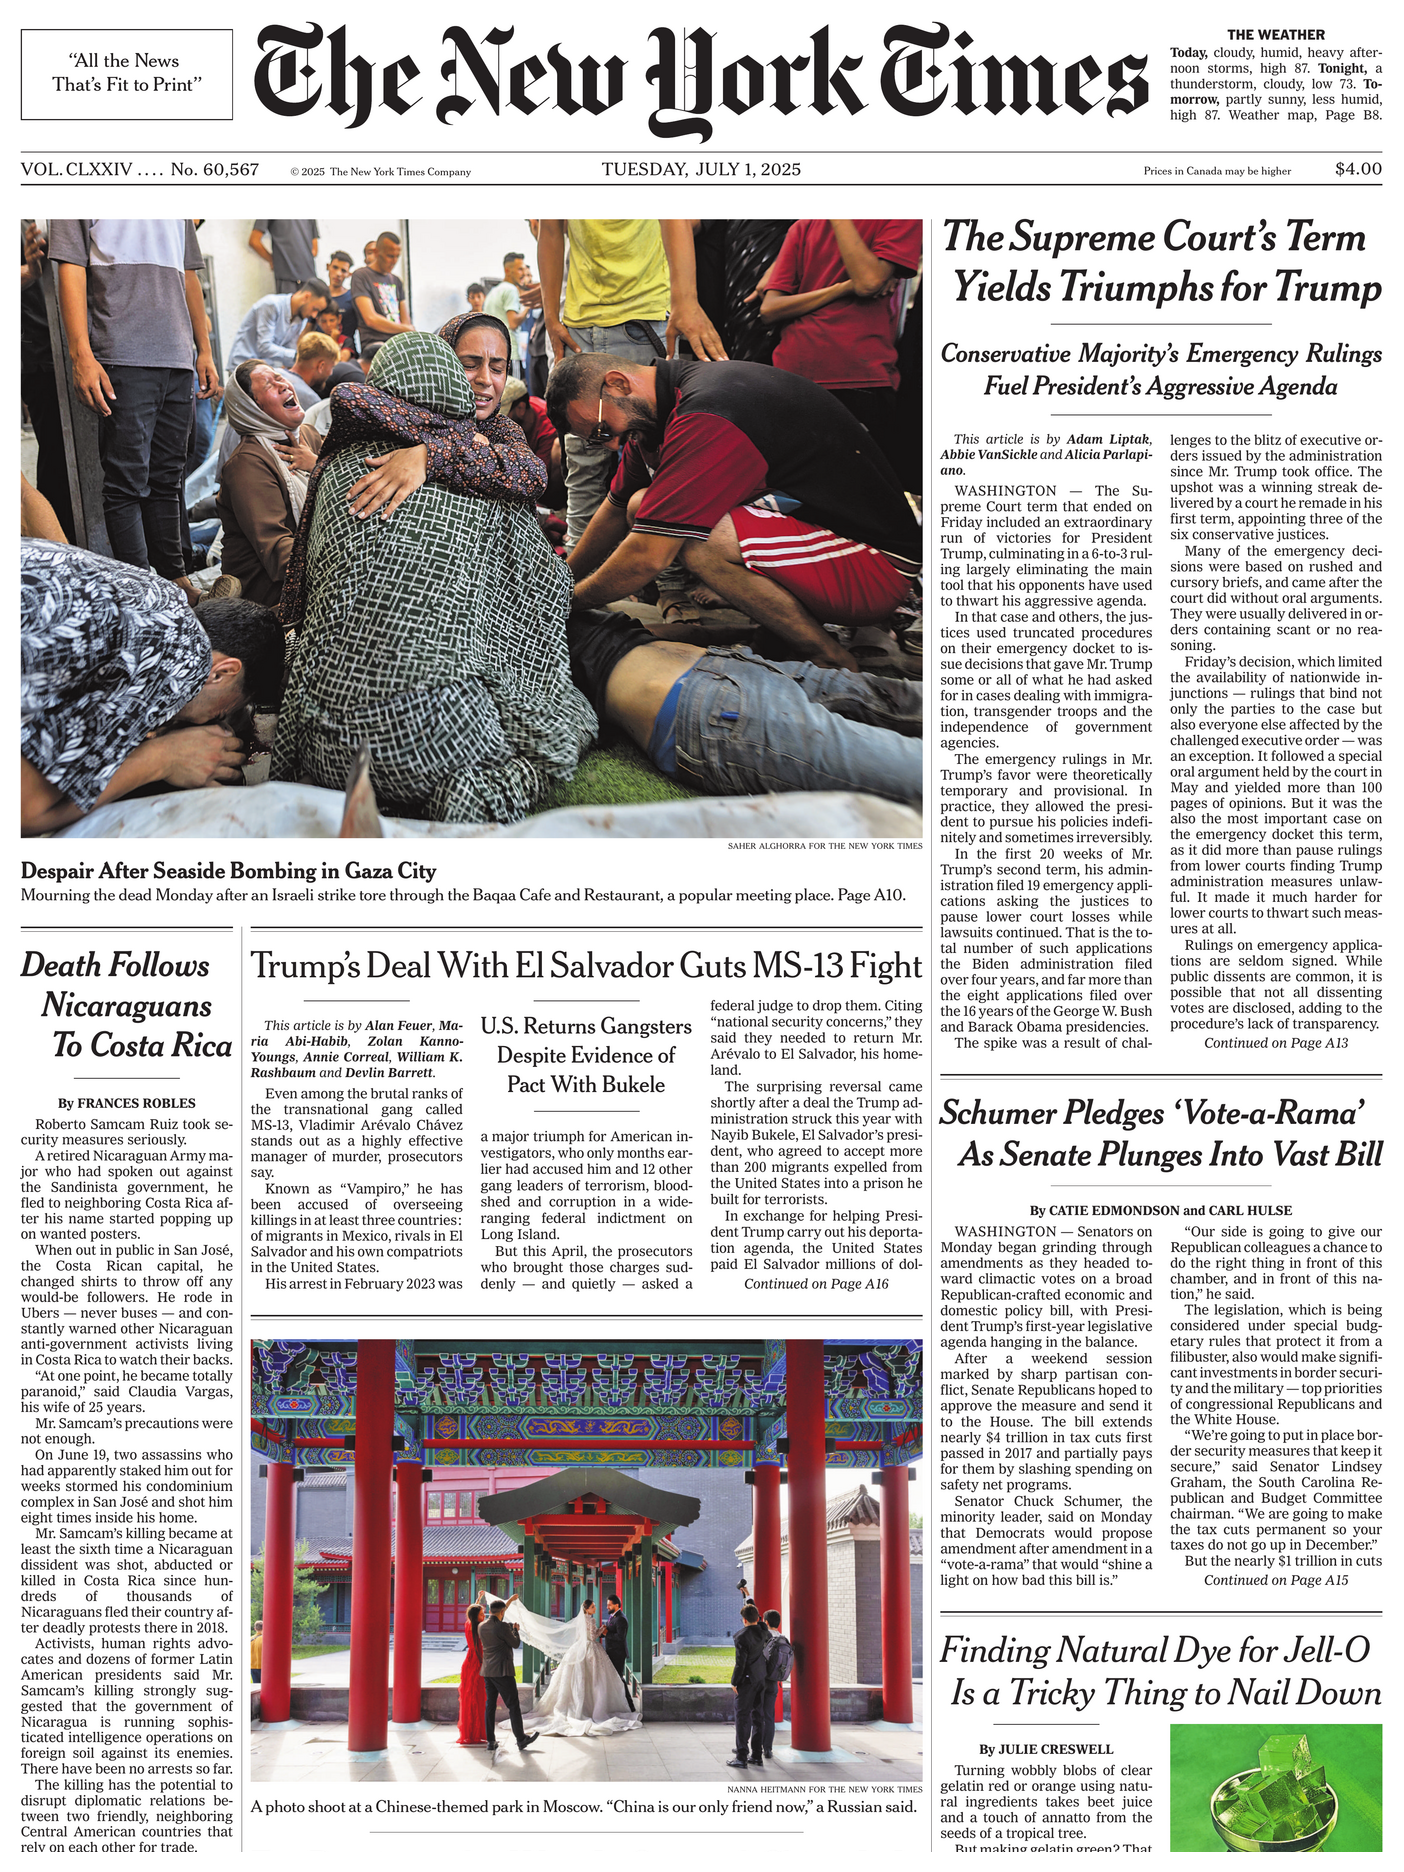 “All the News
That’s Fit to Print”
The New York Times
THE WEATHER
Today, cloudy, humid, heavy after-
noon storms, high 87. Tonight, a
thunderstorm, cloudy, low 73. To-
morrow, partly sunny, less humid,
high 87. Weather map, Page B8.
VOL. CLXXIV .... No. 60,567
© 2025 The New York Times Company
TUESDAY, JULY 1, 2025
Prices in Canada may be higher
$4.00
SAHER ALGHORRA FOR THE NEW YORK TIMES
Despair After Seaside Bombing in Gaza City
Mourning the dead Monday after an Israeli strike tore through the Baqaa Cafe and Restaurant, a popular meeting place. Page A10.
The Supreme Court’s Term
Yields Triumphs for Trump
Conservative Majority’s Emergency Rulings
Fuel President’s Aggressive Agenda
This article is by Adam Liptak,
Abbie VanSickle and Alicia Parlapi-
ano.
WASHINGTON — The Su-
preme Court term that ended on
Friday included an extraordinary
run of victories for President
Trump, culminating in a 6-to-3 rul-
ing largely eliminating the main
tool that his opponents have used
to thwart his aggressive agenda.
In that case and others, the jus-
tices used truncated procedures
on their emergency docket to is-
sue decisions that gave Mr. Trump
some or all of what he had asked
for in cases dealing with immigra-
tion, transgender troops and the
independence of government
agencies.
The emergency rulings in Mr.
Trump’s favor were theoretically
temporary and provisional. In
practice, they allowed the presi-
dent to pursue his policies indefi-
nitely and sometimes irreversibly.
In the first 20 weeks of Mr.
Trump’s second term, his admin-
istration filed 19 emergency appli-
cations asking the justices to
pause lower court losses while
lawsuits continued. That is the to-
tal number of such applications
the Biden administration filed
over four years, and far more than
the eight applications filed over
the 16 years of the George W. Bush
and Barack Obama presidencies.
The spike was a result of chal-
lenges to the blitz of executive or-
ders issued by the administration
since Mr. Trump took office. The
upshot was a winning streak de-
livered by a court he remade in his
first term, appointing three of the
six conservative justices.
Many of the emergency deci-
sions were based on rushed and
cursory briefs, and came after the
court did without oral arguments.
They were usually delivered in or-
ders containing scant or no rea-
soning.
Friday’s decision, which limited
the availability of nationwide in-
junctions — rulings that bind not
only the parties to the case but
also everyone else affected by the
challenged executive order — was
an exception. It followed a special
oral argument held by the court in
May and yielded more than 100
pages of opinions. But it was the
also the most important case on
the emergency docket this term,
as it did more than pause rulings
from lower courts finding Trump
administration measures unlaw-
ful. It made it much harder for
lower courts to thwart such meas-
ures at all.
Rulings on emergency applica-
tions are seldom signed. While
public dissents are common, it is
possible that not all dissenting
votes are disclosed, adding to the
procedure’s lack of transparency.
Continued on Page A13
Death Follows
Nicaraguans
To Costa Rica
By FRANCES ROBLES
Roberto Samcam Ruiz took se-
curity measures seriously.
A retired Nicaraguan Army ma-
jor who had spoken out against
the Sandinista government, he
fled to neighboring Costa Rica af-
ter his name started popping up
on wanted posters.
When out in public in San José,
the Costa Rican capital, he
changed shirts to throw off any
would-be followers. He rode in
Ubers — never buses — and con-
stantly warned other Nicaraguan
anti-government activists living
in Costa Rica to watch their backs.
“At one point, he became totally
paranoid,” said Claudia Vargas,
his wife of 25 years.
Mr. Samcam’s precautions were
not enough.
On June 19, two assassins who
had apparently staked him out for
weeks stormed his condominium
complex in San José and shot him
eight times inside his home.
Mr. Samcam’s killing became at
least the sixth time a Nicaraguan
dissident was shot, abducted or
killed in Costa Rica since hun-
dreds of thousands of
Nicaraguans fled their country af-
ter deadly protests there in 2018.
Activists, human rights advo-
cates and dozens of former Latin
American presidents said Mr.
Samcam’s killing strongly sug-
gested that the government of
Nicaragua is running sophis-
ticated intelligence operations on
foreign soil against its enemies.
There have been no arrests so far.
The killing has the potential to
disrupt diplomatic relations be-
tween two friendly, neighboring
Central American countries that
rely on each other for trade.
Trump’s Deal With El Salvador Guts MS-13 Fight
This article is by Alan Feuer, Ma-
ria Abi-Habib, Zolan Kanno-
Youngs, Annie Correal, William K.
Rashbaum and Devlin Barrett.
Even among the brutal ranks of
the transnational gang called
MS-13, Vladimir Arévalo Chávez
stands out as a highly effective
manager of murder, prosecutors
say.
Known as “Vampiro,” he has
been accused of overseeing
killings in at least three countries:
of migrants in Mexico, rivals in El
Salvador and his own compatriots
in the United States.
His arrest in February 2023 was
U.S. Returns Gangsters
Despite Evidence of
Pact With Bukele
a major triumph for American in-
vestigators, who only months ear-
lier had accused him and 12 other
gang leaders of terrorism, blood-
shed and corruption in a wide-
ranging federal indictment on
Long Island.
But this April, the prosecutors
who brought those charges sud-
denly — and quietly — asked a
federal judge to drop them. Citing
“national security concerns,” they
said they needed to return Mr.
Arévalo to El Salvador, his home-
land.
The surprising reversal came
shortly after a deal the Trump ad-
ministration struck this year with
Nayib Bukele, El Salvador’s presi-
dent, who agreed to accept more
than 200 migrants expelled from
the United States into a prison he
built for terrorists.
In exchange for helping Presi-
dent Trump carry out his deporta-
tion agenda, the United States
paid El Salvador millions of dol-
Continued on Page A16
NANNA HEITMANN FOR THE NEW YORK TIMES
A photo shoot at a Chinese-themed park in Moscow. “China is our only friend now,” a Russian said.
Schumer Pledges ‘Vote-a-Rama’
As Senate Plunges Into Vast Bill
By CATIE EDMONDSON and CARL HULSE
WASHINGTON — Senators on
Monday began grinding through
amendments as they headed to-
ward climactic votes on a broad
Republican-crafted economic and
domestic policy bill, with Presi-
dent Trump’s first-year legislative
agenda hanging in the balance.
After a weekend session
marked by sharp partisan con-
flict, Senate Republicans hoped to
approve the measure and send it
to the House. The bill extends
nearly $4 trillion in tax cuts first
passed in 2017 and partially pays
for them by slashing spending on
safety net programs.
Senator Chuck Schumer, the
minority leader, said on Monday
that Democrats would propose
amendment after amendment in a
“vote-a-rama” that would “shine a
light on how bad this bill is.”
“Our side is going to give our
Republican colleagues a chance to
do the right thing in front of this
chamber, and in front of this na-
tion,” he said.
The legislation, which is being
considered under special budg-
etary rules that protect it from a
filibuster, also would make signifi-
cant investments in border securi-
ty and the military — top priorities
of congressional Republicans and
the White House.
“We’re going to put in place bor-
der security measures that keep it
secure,” said Senator Lindsey
Graham, the South Carolina Re-
publican and Budget Committee
chairman. “We are going to make
the tax cuts permanent so your
taxes do not go up in December.”
But the nearly $1 trillion in cuts
Continued on Page A15
Finding Natural Dye for Jell-O
Is a Tricky Thing to Nail Down
By JULIE CRESWELL
Turning wobbly blobs of clear
gelatin red or orange using natu-
ral ingredients takes beet juice
and a touch of annatto from the
seeds of a tropical tree.
But making gelatin green? That